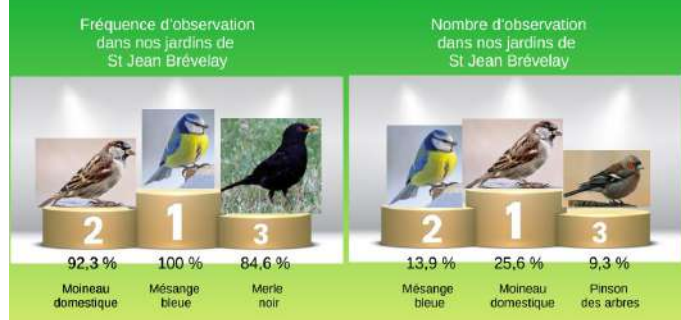 Fréquence d'observation
dans nos jardins de
St Jean Brévelay
2
1
3
92,3 %
100 %
84,6 %
Moineau
domestique
Mésange
bleue
Merle
noir
Nombre d'observation
dans nos jardins de
St Jean Brévelay
2
1
3
13,9 %
25,6 %
9,3 %
Mésange
bleue
Moineau
domestique
Pinson
des arbres